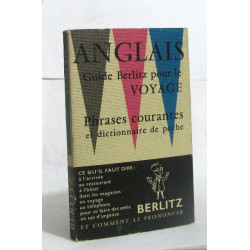 ANGLAIS
Guide Berlitz pour le
VOYAGE
Phrases courantes
et dictionnaire de poche
CE QU'IL FAUT DIRE:
à l'arrivée
au restaurant
à l'hôtel
dans les magasins
en voyage
au téléphone
pour se faire des amis
en cas d'urgence
BERLITZ
ET COMMENT LE PRONONCER